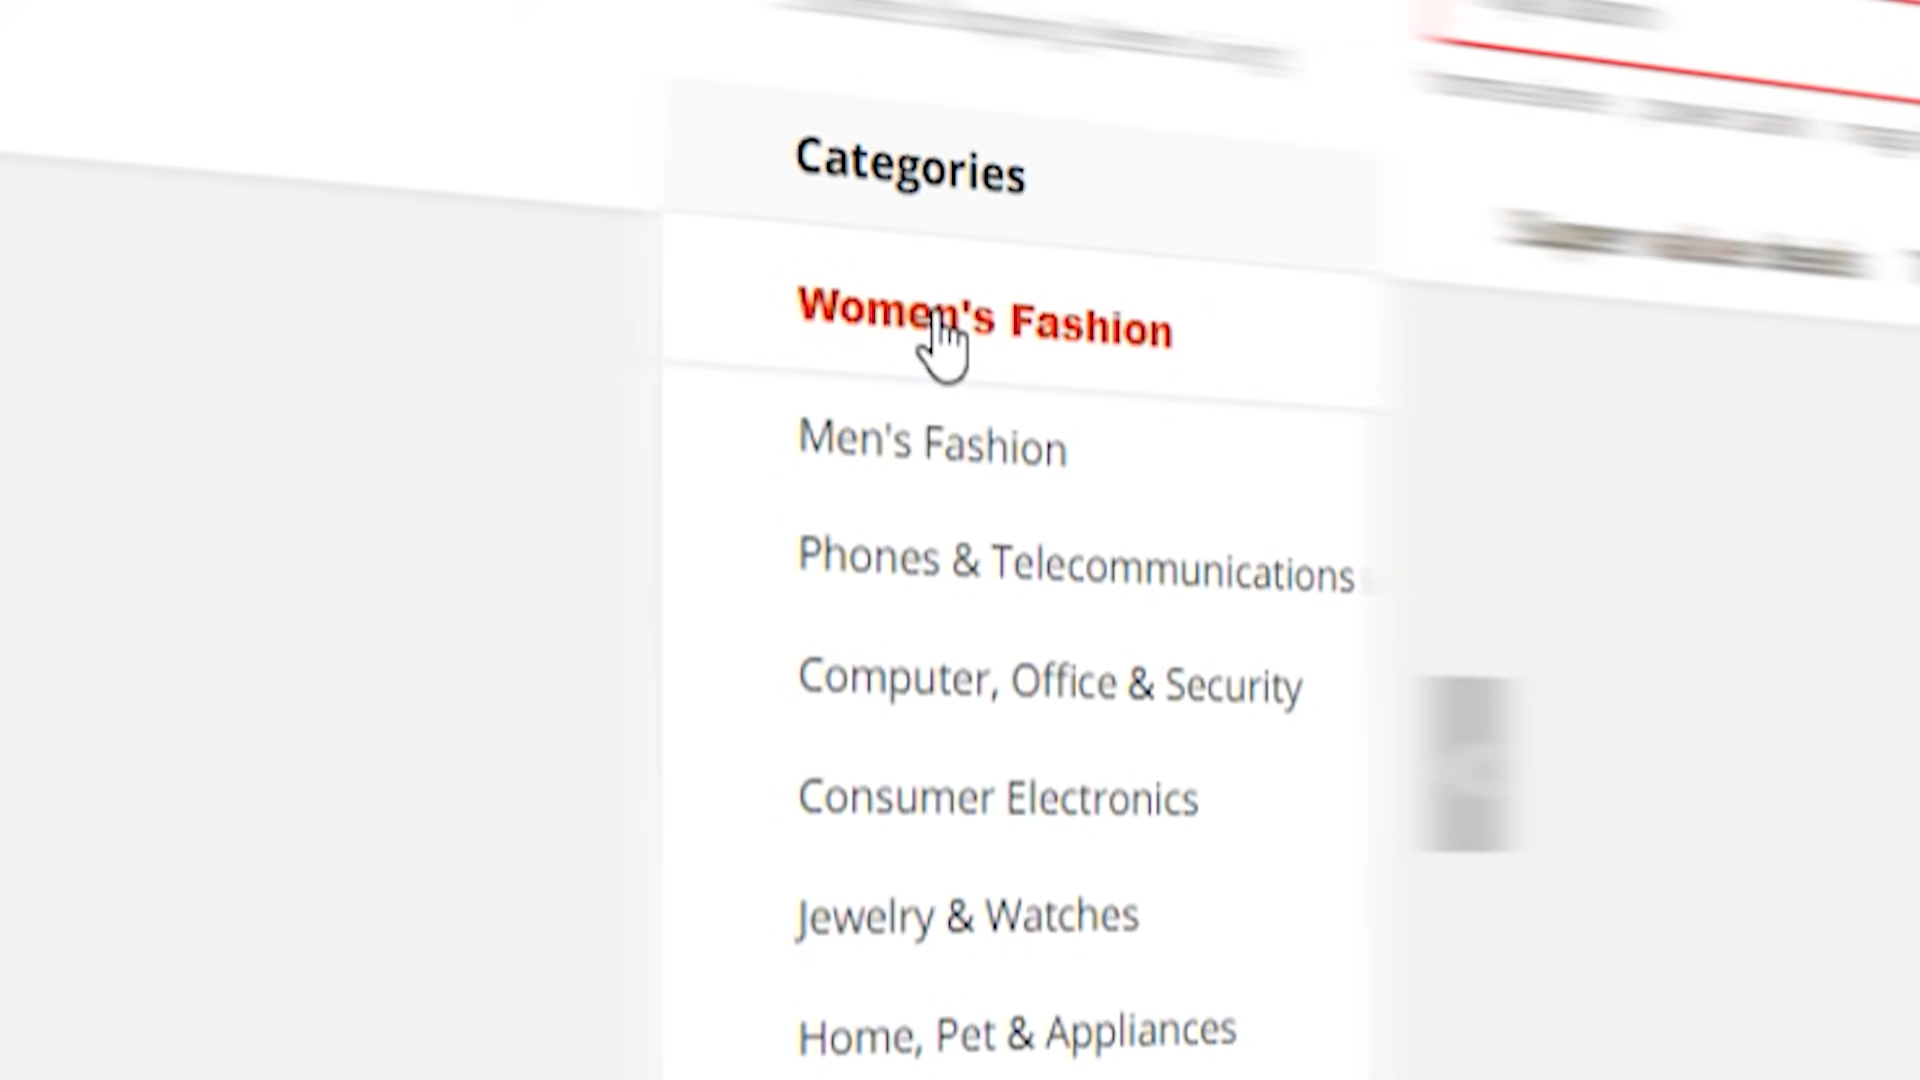 Categories
Women's Fashion
Men's Fashion
Phones & Telecommunications
Computer, Office & Security
Consumer Electronics
Jewelry & Watches
Home, Pet & Appliances